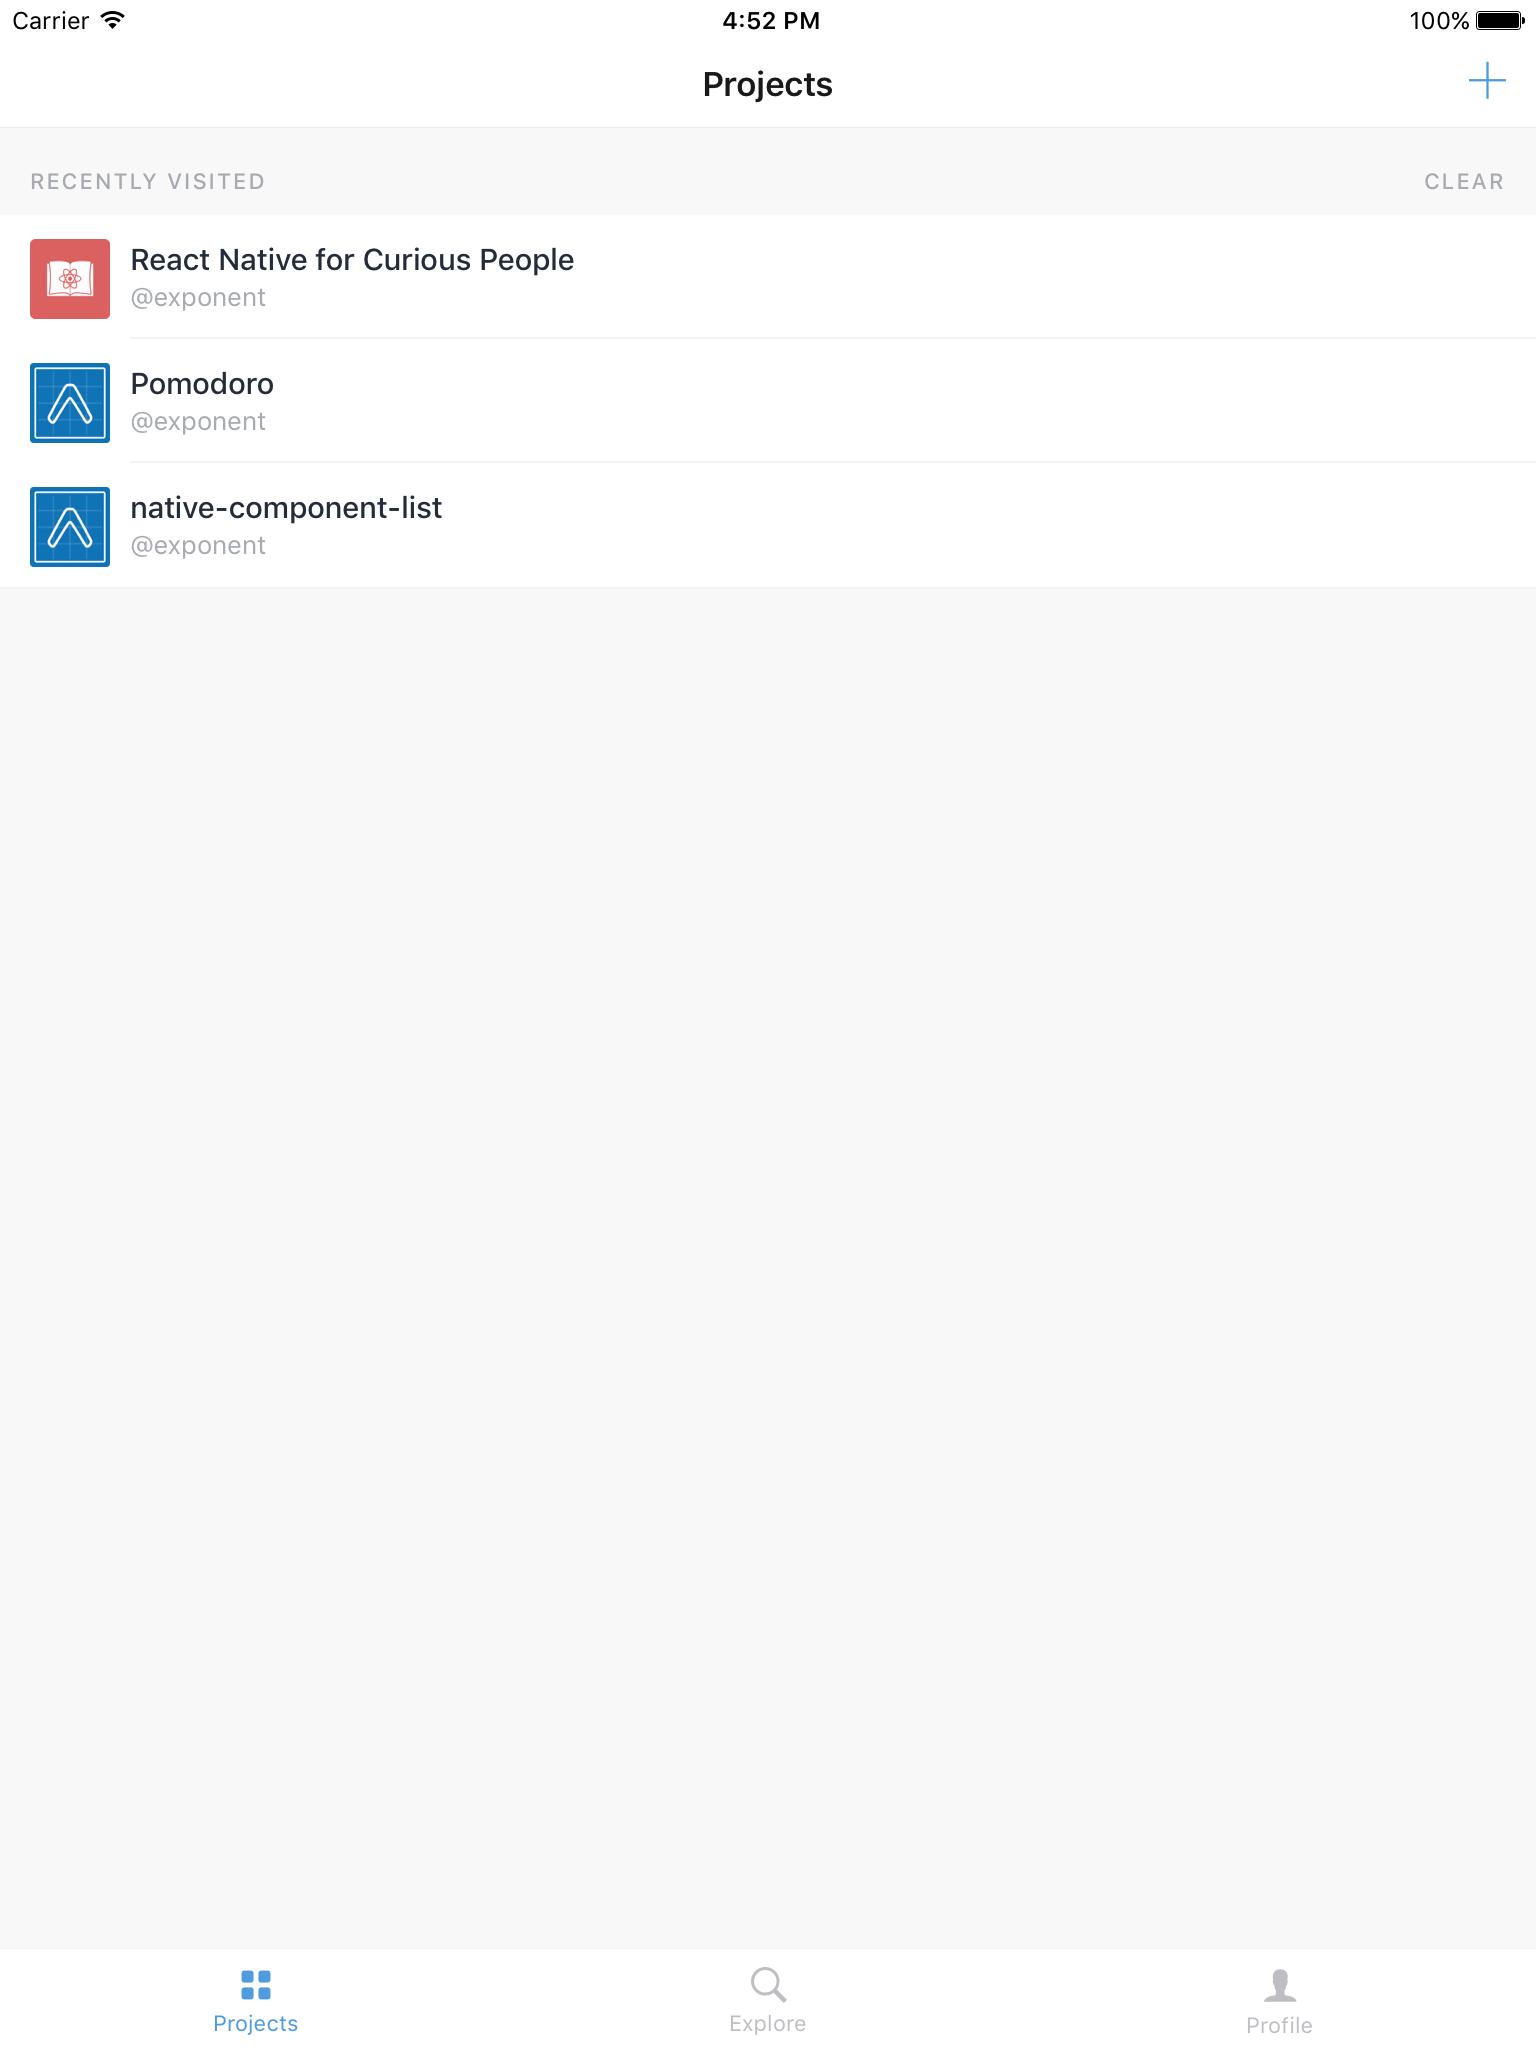 Carrier 4:52 PM 100%
Projects
RECENTLY VISITED CLEAR
React Native for Curious People
@exponent
Pomodoro
@exponent
native-component-list
@exponent
Projects Explore Profile